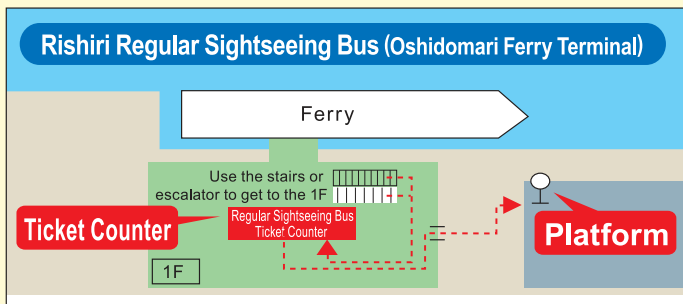 Rishiri Regular Sightseeing Bus (Oshidomari Ferry Terminal)
Ferry
Use the stairs or
escalator to get to the 1F
Ticket Counter
Regular Sightseeing Bus
Ticket Counter
Platform
1F